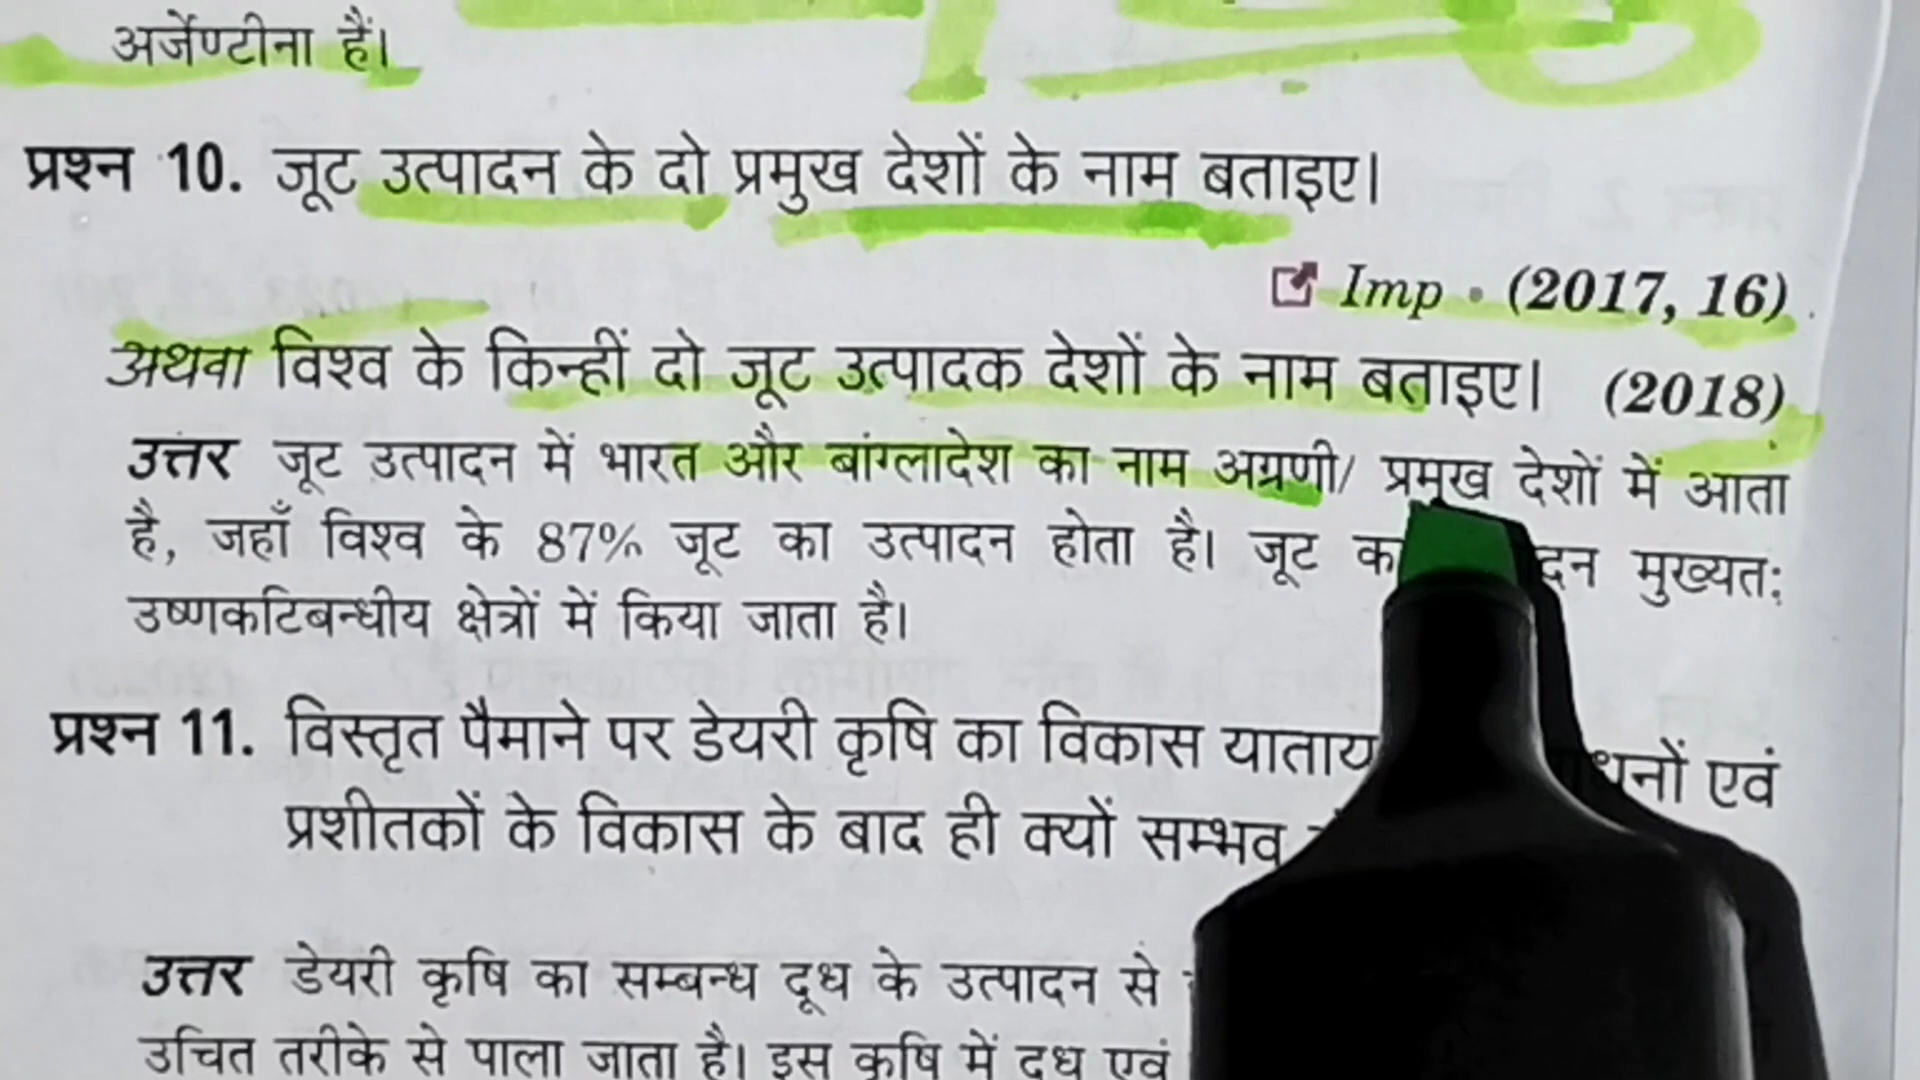 अर्जेण्टीना हैं।
प्रश्न 10. जूट उत्पादन के दो प्रमुख देशों के नाम बताइए।
Imp • (2017, 16)
अथवा विश्व के किन्हीं दो जूट उत्पादक देशों के नाम बताइए। (2018)
उत्तर जूट उत्पादन में भारत और बांग्लादेश का नाम अग्रणी/ प्रमुख देशों में आता
है, जहाँ विश्व के 87% जूट का उत्पादन होता है। जूट मुख्यत:
उष्णकटिबन्धीय क्षेत्रों में किया जाता है।
प्रश्न 11. विस्तृत पैमाने पर डेयरी कृषि का विकास एवं
प्रशीतकों के विकास के बाद ही क्यों सम्भव
उत्तर डेयरी कृषि का सम्बन्ध दूध के उत्पादन से
उचित तरीके से पाला जाता है। इस कृषि में दूध एवं